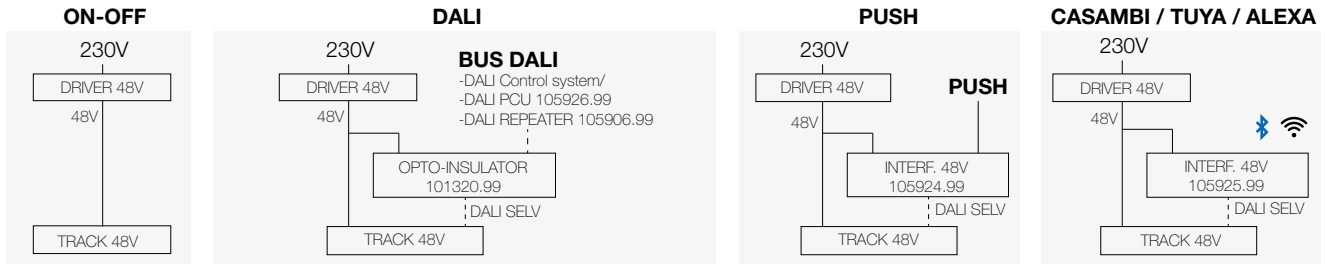 ON-OFF
230V
DRIVER 48V
48V
TRACK 48V
DALI
230V
DRIVER 48V
48V
BUS DALI
-DALI Control system/
-DALI PCU 105926.99
-DALI REPEATER 105906.99
OPTO-INSULATOR
101320.99
DALI SELV
TRACK 48V
PUSH
230V
DRIVER 48V
PUSH
48V
INTERF. 48V
105924.99
DALI SELV
TRACK 48V
CASAMBI / TUYA / ALEXA
230V
DRIVER 48V
48V
INTERF. 48V
105925.99
DALI SELV
TRACK 48V